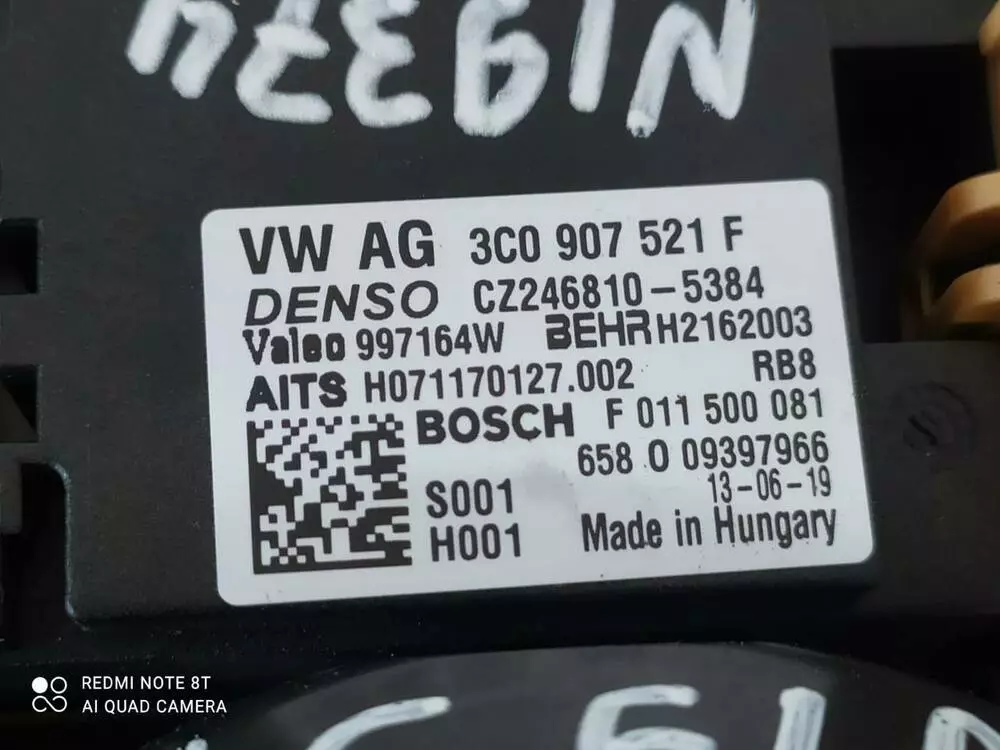 N19374
VW AG 3C0 907 521 F
DENSO CZ246810-5384
Valeo 997164W BEHR H2162003
AITS H071170127.002 RB8
BOSCH F 011 500 081
658 0 09397966
S001 13-06-19
H001 Made in Hungary
REDMI NOTE 8T
AI QUAD CAMERA